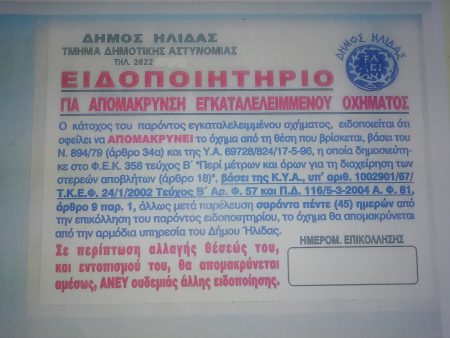 ΔΗΜΟΣ ΗΛΙΔΑΣ
ΤΜΗΜΑ ΔΗΜΟΤΙΚΗΣ ΑΣΤΥΝΟΜΙΑΣ
ΤΗΛ. 2622
ΔΗΜΟΣ ΗΛΙΔΑΣ
FΑΛΕΙΩΝ
ΕΙΔΟΠΟΙΗΤΗΡΙΟ
ΓΙΑ ΑΠΟΜΑΚΡΥΝΣΗ ΕΓΚΑΤΑΛΕΛΕΙΜΜΕΝΟΥ ΟΧΗΜΑΤΟΣ
Ο κάτοχος του παρόντος εγκαταλελειμμένου οχήματος, ειδοποιείται ότι
οφείλει να ΑΠΟΜΑΚΡΥΝΕΙ το όχημα από τη θέση που βρίσκεται, βάσει του
Ν. 894/79 (άρθρο 34α) και της Υ.Α. 69728/824/17-5-96, η οποία δημοσιεύτη-
κε στο Φ.Ε.Κ. 358 τεύχος Β΄ "Περί μέτρων και όρων για τη διαχείρηση των
στερεών αποβλήτων (άρθρο 18)", βάσει της Κ.Υ.Α., υπ' αριθ. 1002901/67/
Τ.Κ.Ε.Φ. 24/1/2002 Τεύχος Β΄ Αρ. Φ. 57 και Π.Δ. 116/5-3-2004 Α.Φ. 81,
άρθρο 9 παρ. 1, άλλως μετά παρέλευση σαράντα πέντε (45) ημερών από
την επικόλληση του παρόντος ειδοποιητηρίου, το όχημα θα απομακρύνεται
από την αρμόδια υπηρεσία του Δήμου Ήλιδας.
Σε περίπτωση αλλαγής θέσεώς του,
και εντοπισμού του, θα απομακρύνεται
αμέσως, ΑΝΕΥ ουδεμιάς άλλης ειδοποίησης.
ΗΜΕΡΟΜ. ΕΠΙΚΟΛΛΗΣΗΣ